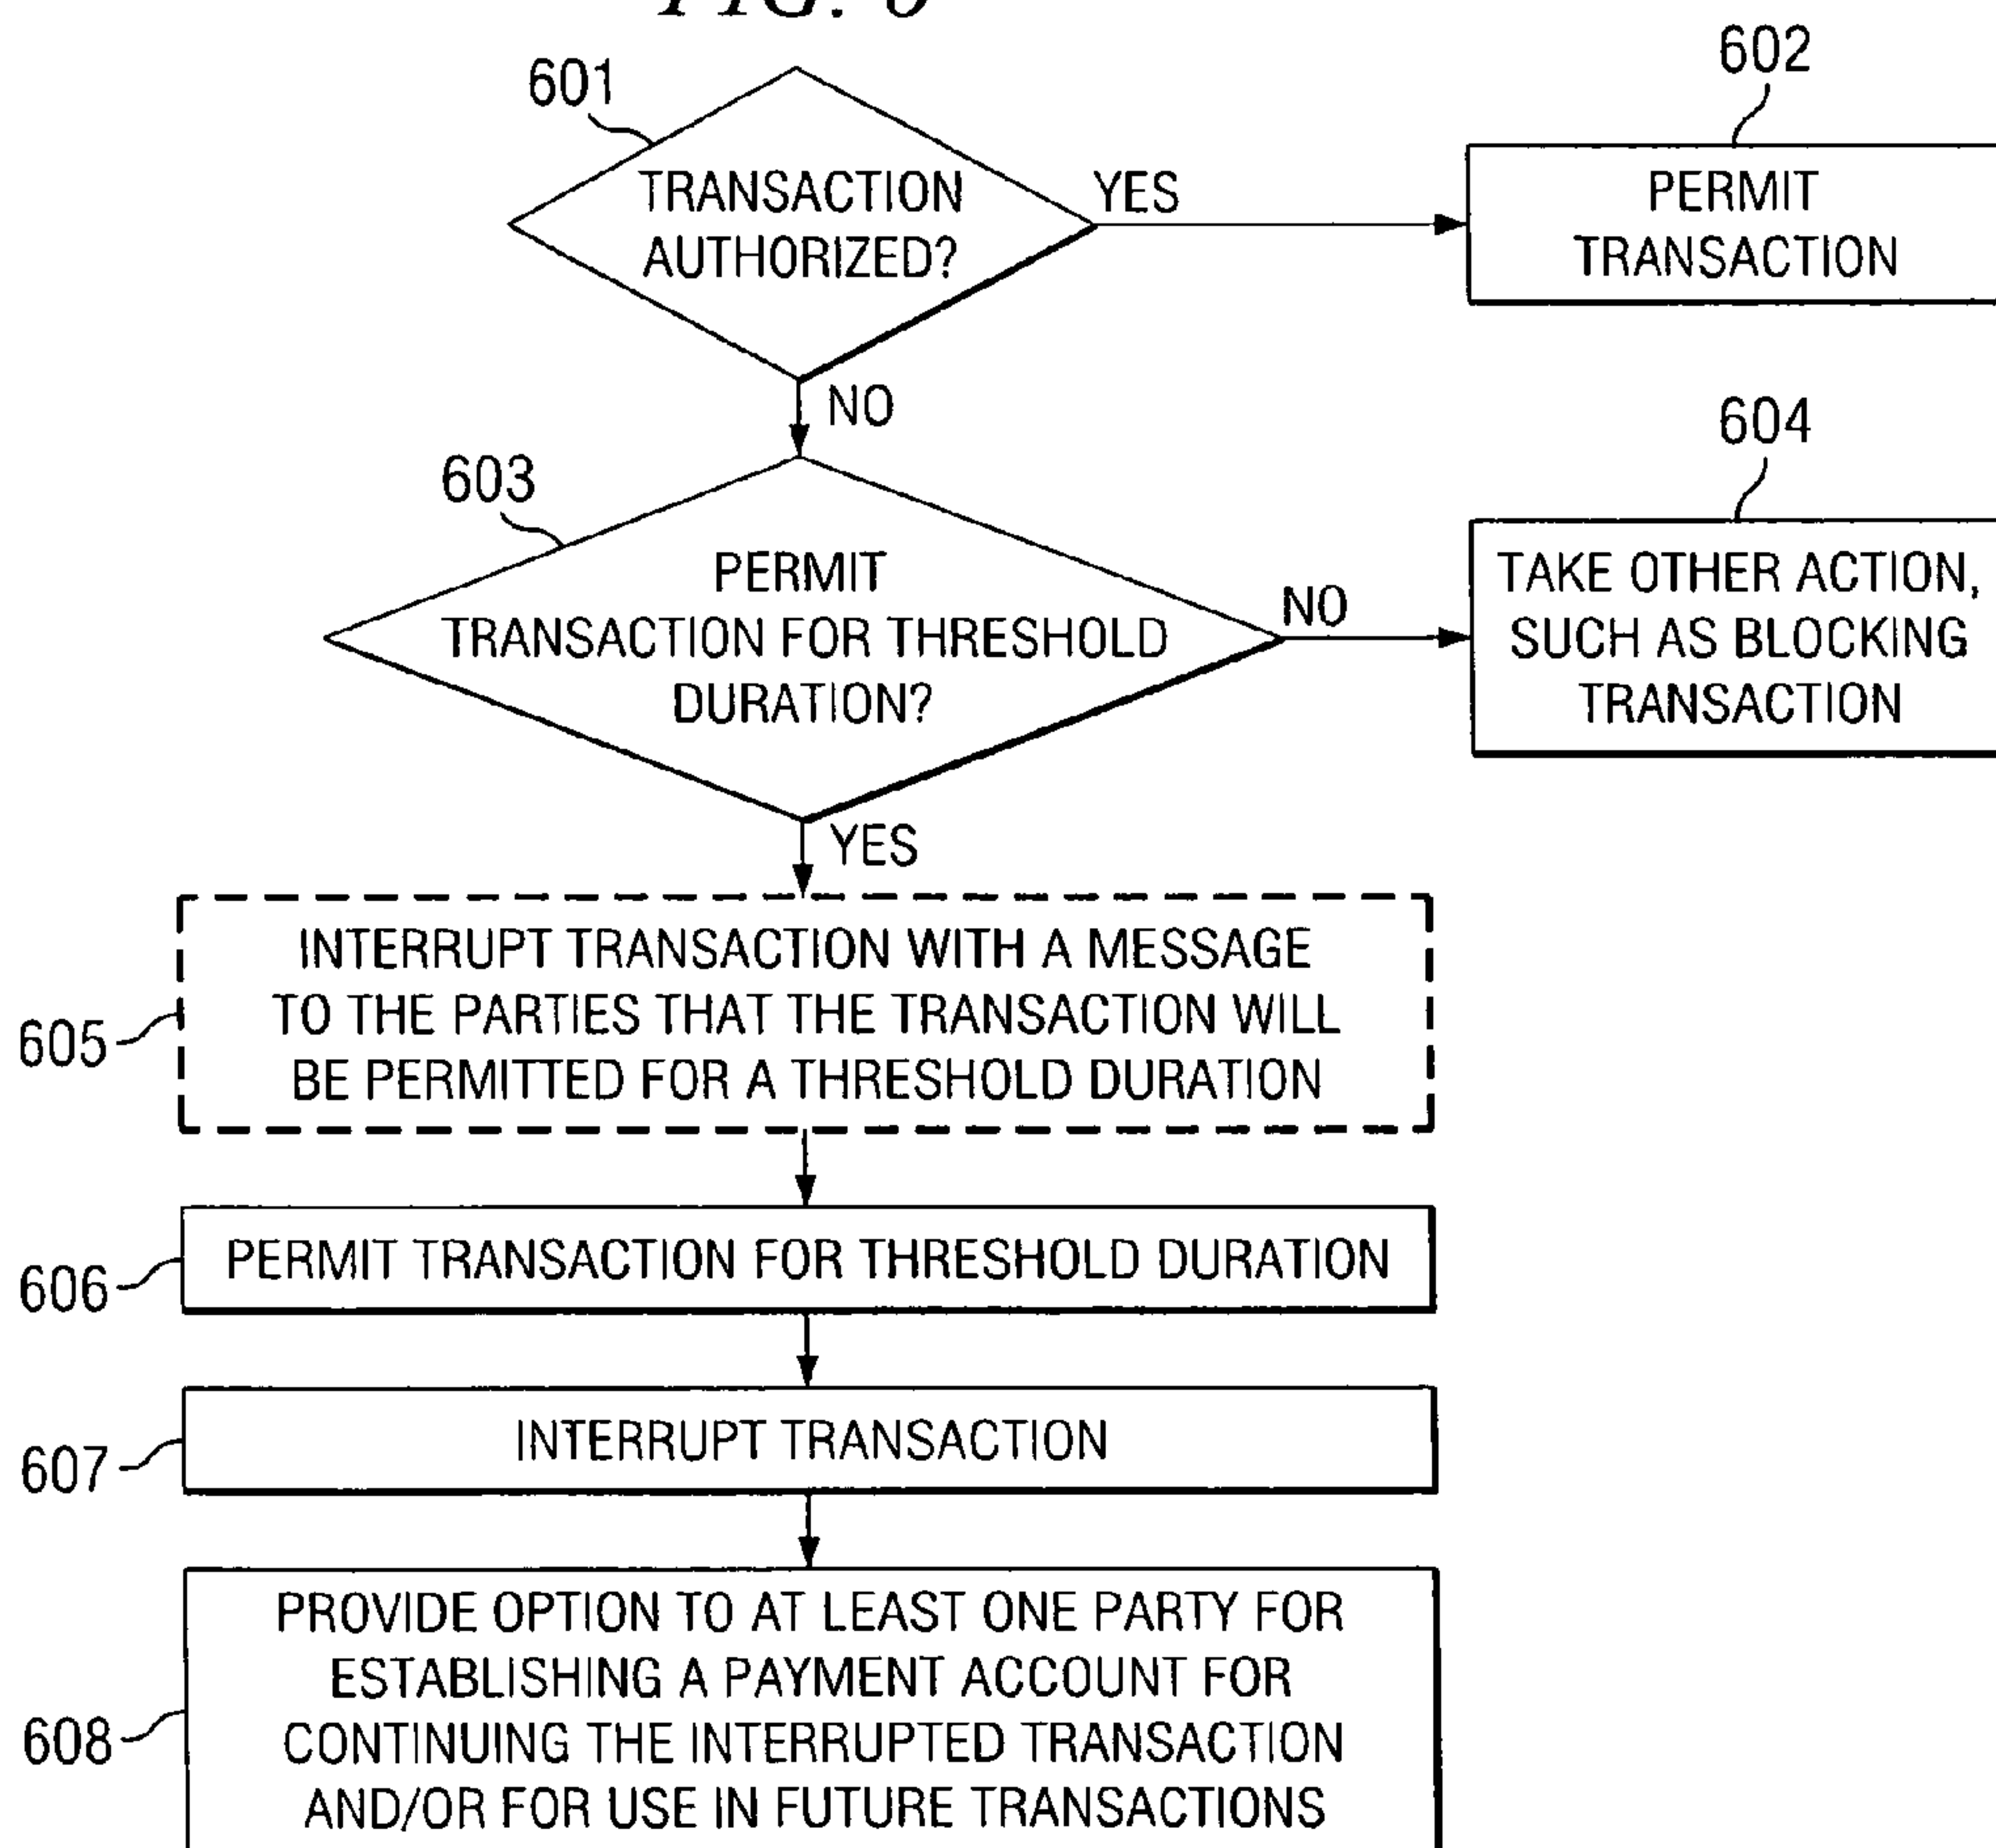 601
602
TRANSACTION
AUTHORIZED?
YES
PERMIT
TRANSACTION
NO
603
604
PERMIT
TRANSACTION FOR THRESHOLD
DURATION?
NO
TAKE OTHER ACTION,
SUCH AS BLOCKING
TRANSACTION
YES
605
INTERRUPT TRANSACTION WITH A MESSAGE
TO THE PARTIES THAT THE TRANSACTION WILL
BE PERMITTED FOR A THRESHOLD DURATION
606
PERMIT TRANSACTION FOR THRESHOLD DURATION
607
INTERRUPT TRANSACTION
608
PROVIDE OPTION TO AT LEAST ONE PARTY FOR
ESTABLISHING A PAYMENT ACCOUNT FOR
CONTINUING THE INTERRUPTED TRANSACTION
AND/OR FOR USE IN FUTURE TRANSACTIONS